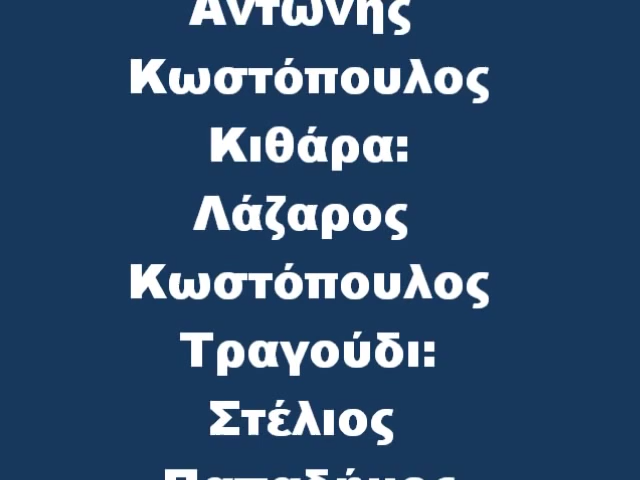 Αντώνης
Κωστόπουλος
Κιθάρα:
Λάζαρος
Κωστόπουλος
Τραγούδι:
Στέλιος